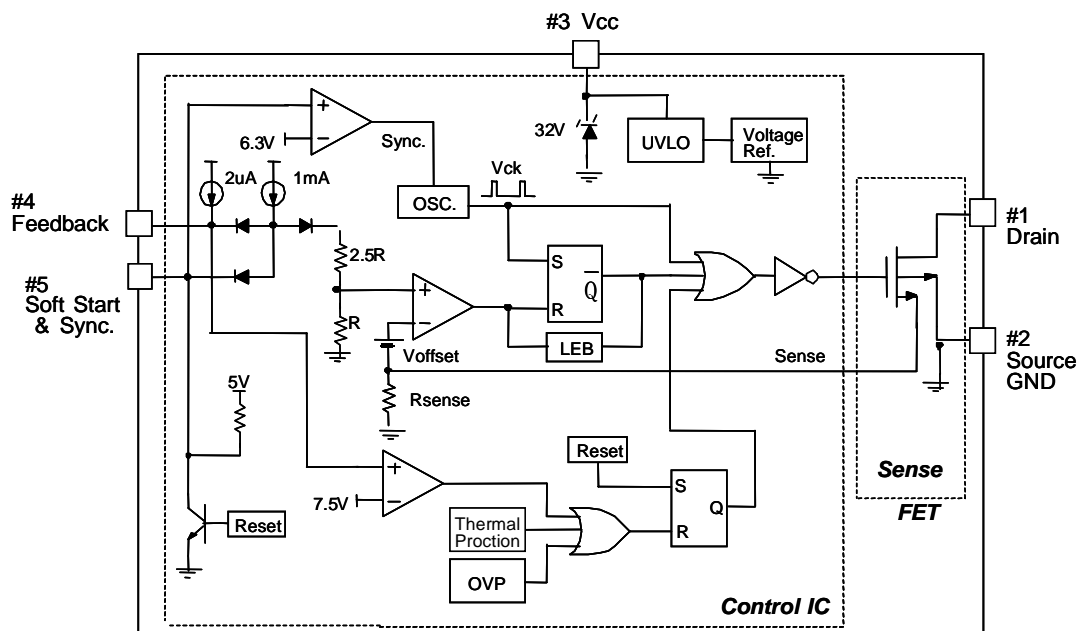 #3 Vcc
+
6.3V
−
Sync.
32V
UVLO
Voltage
Ref.
2uA
1mA
Vck
OSC.
#4
Feedback
#5
Soft Start
& Sync.
2.5R
R
+
−
Voffset
Rsense
S
Q
R
LEB
#1
Drain
#2
Source
GND
Sense
5V
Reset
+
7.5V
−
Thermal
Proction
OVP
Reset
S
Q
R
Sense
FET
Control IC